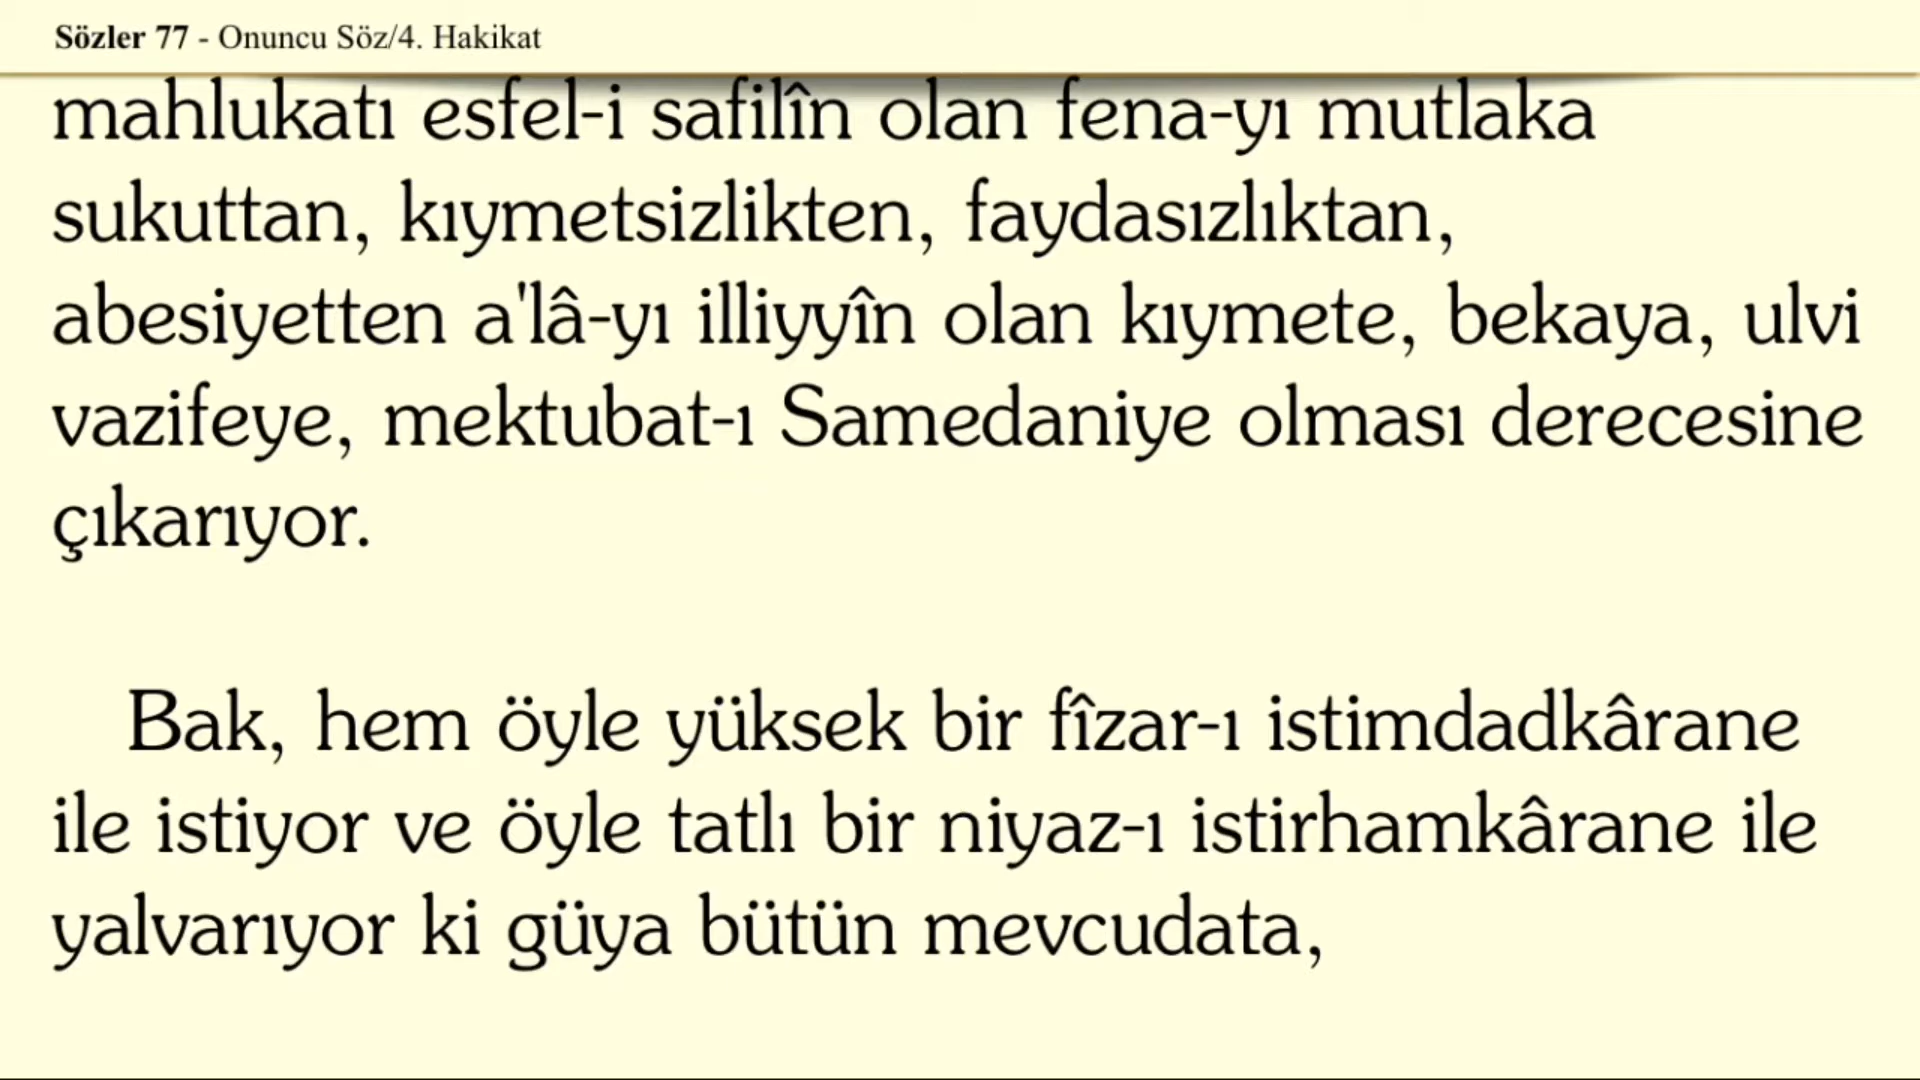 Sözler 77 - Onuncu Söz/4. Hakikat
mahlukatı esfel-i safilîn olan fena-yı mutlaka
sukuttan, kıymetsizlikten, faydasızlıktan,
abesiyetten a'lâ-yı illiyyîn olan kıymete, bekaya, ulvi
vazifeye, mektubat-ı Samedaniye olması derecesine
çıkarıyor.
Bak, hem öyle yüksek bir fîzar-ı istimdadkârane
ile istiyor ve öyle tatlı bir niyaz-ı istirhamkârane ile
yalvarıyor ki güya bütün mevcudata,